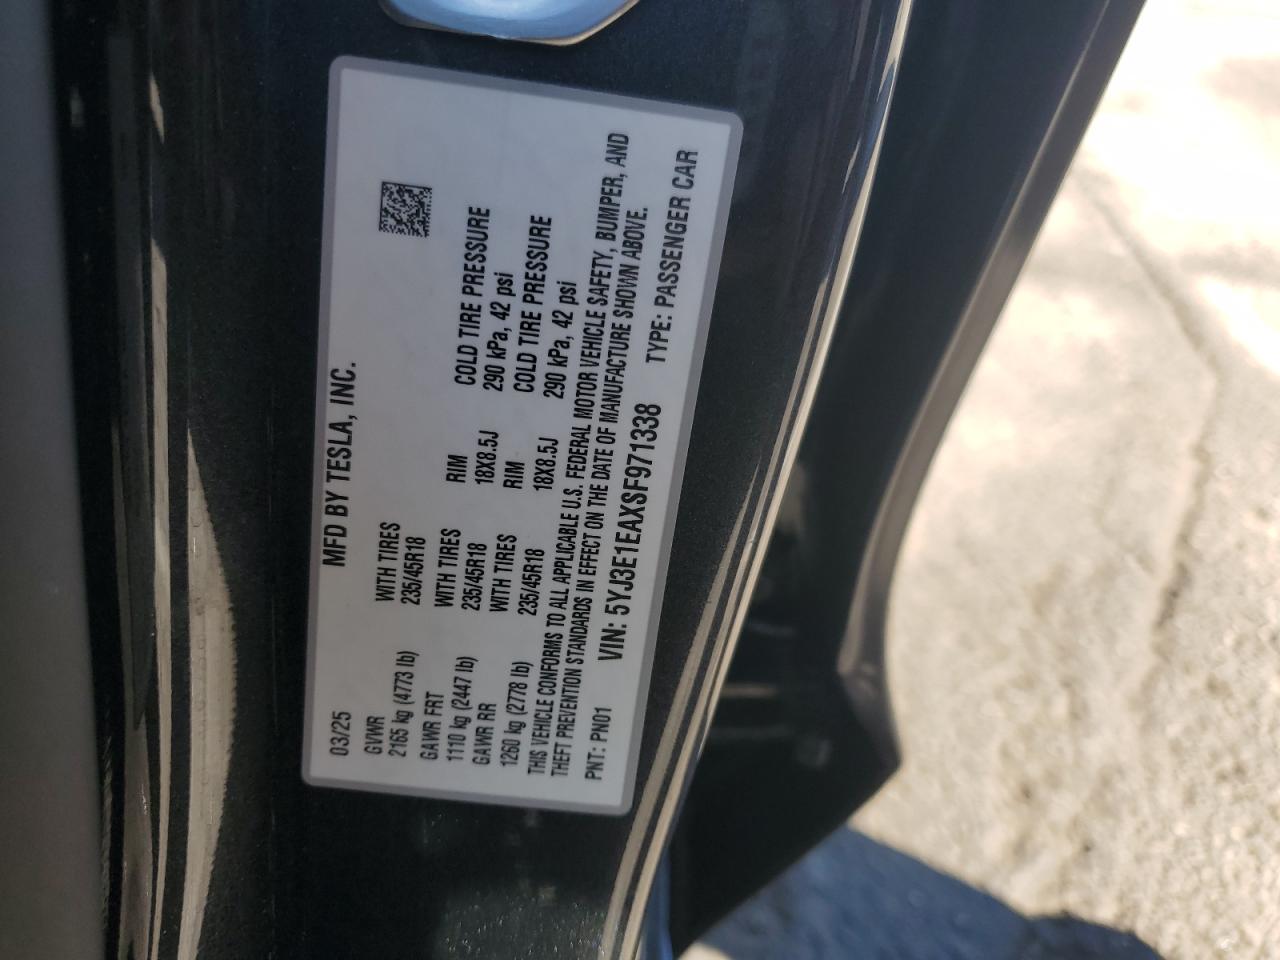 MFD BY TESLA, INC.
03/25
GVWR WITH TIRES
2165 kg (4773 lb) 235/45R18
GAWR FRT WITH TIRES RIM COLD TIRE PRESSURE
1110 kg (2447 lb) 235/45R18 18X8.5J 290 kPa, 42 psi
GAWR RR WITH TIRES RIM COLD TIRE PRESSURE
1260 kg (2778 lb) 235/45R18 18X8.5J 290 kPa, 42 psi
THIS VEHICLE CONFORMS TO ALL APPLICABLE U.S. FEDERAL MOTOR VEHICLE SAFETY, BUMPER, AND
THEFT PREVENTION STANDARDS IN EFFECT ON THE DATE OF MANUFACTURE SHOWN ABOVE.
PNT: PN01 VIN: 5YJ3E1EAXSF971338 TYPE: PASSENGER CAR